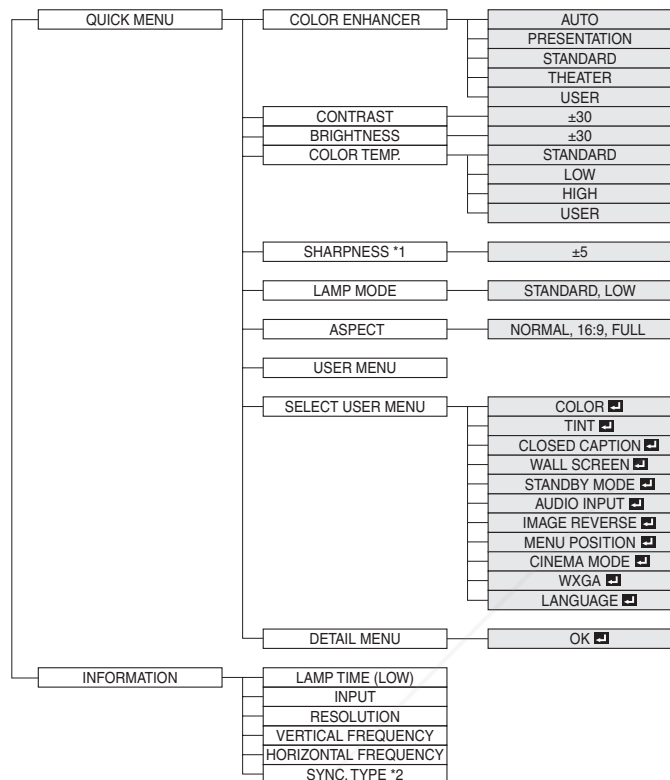 QUICK MENU COLOR ENHANCER AUTO
PRESENTATION
STANDARD
THEATER
USER
CONTRAST ±30
BRIGHTNESS ±30
COLOR TEMP. STANDARD
LOW
HIGH
USER
SHARPNESS *1 ±5
LAMP MODE STANDARD, LOW
ASPECT NORMAL, 16:9, FULL
USER MENU
SELECT USER MENU COLOR
TINT
CLOSED CAPTION
WALL SCREEN
STANDBY MODE
AUDIO INPUT
IMAGE REVERSE
MENU POSITION
CINEMA MODE
WXGA
LANGUAGE
DETAIL MENU OK
INFORMATION LAMP TIME (LOW)
INPUT
RESOLUTION
VERTICAL FREQUENCY
HORIZONTAL FREQUENCY
SYNC. TYPE *2